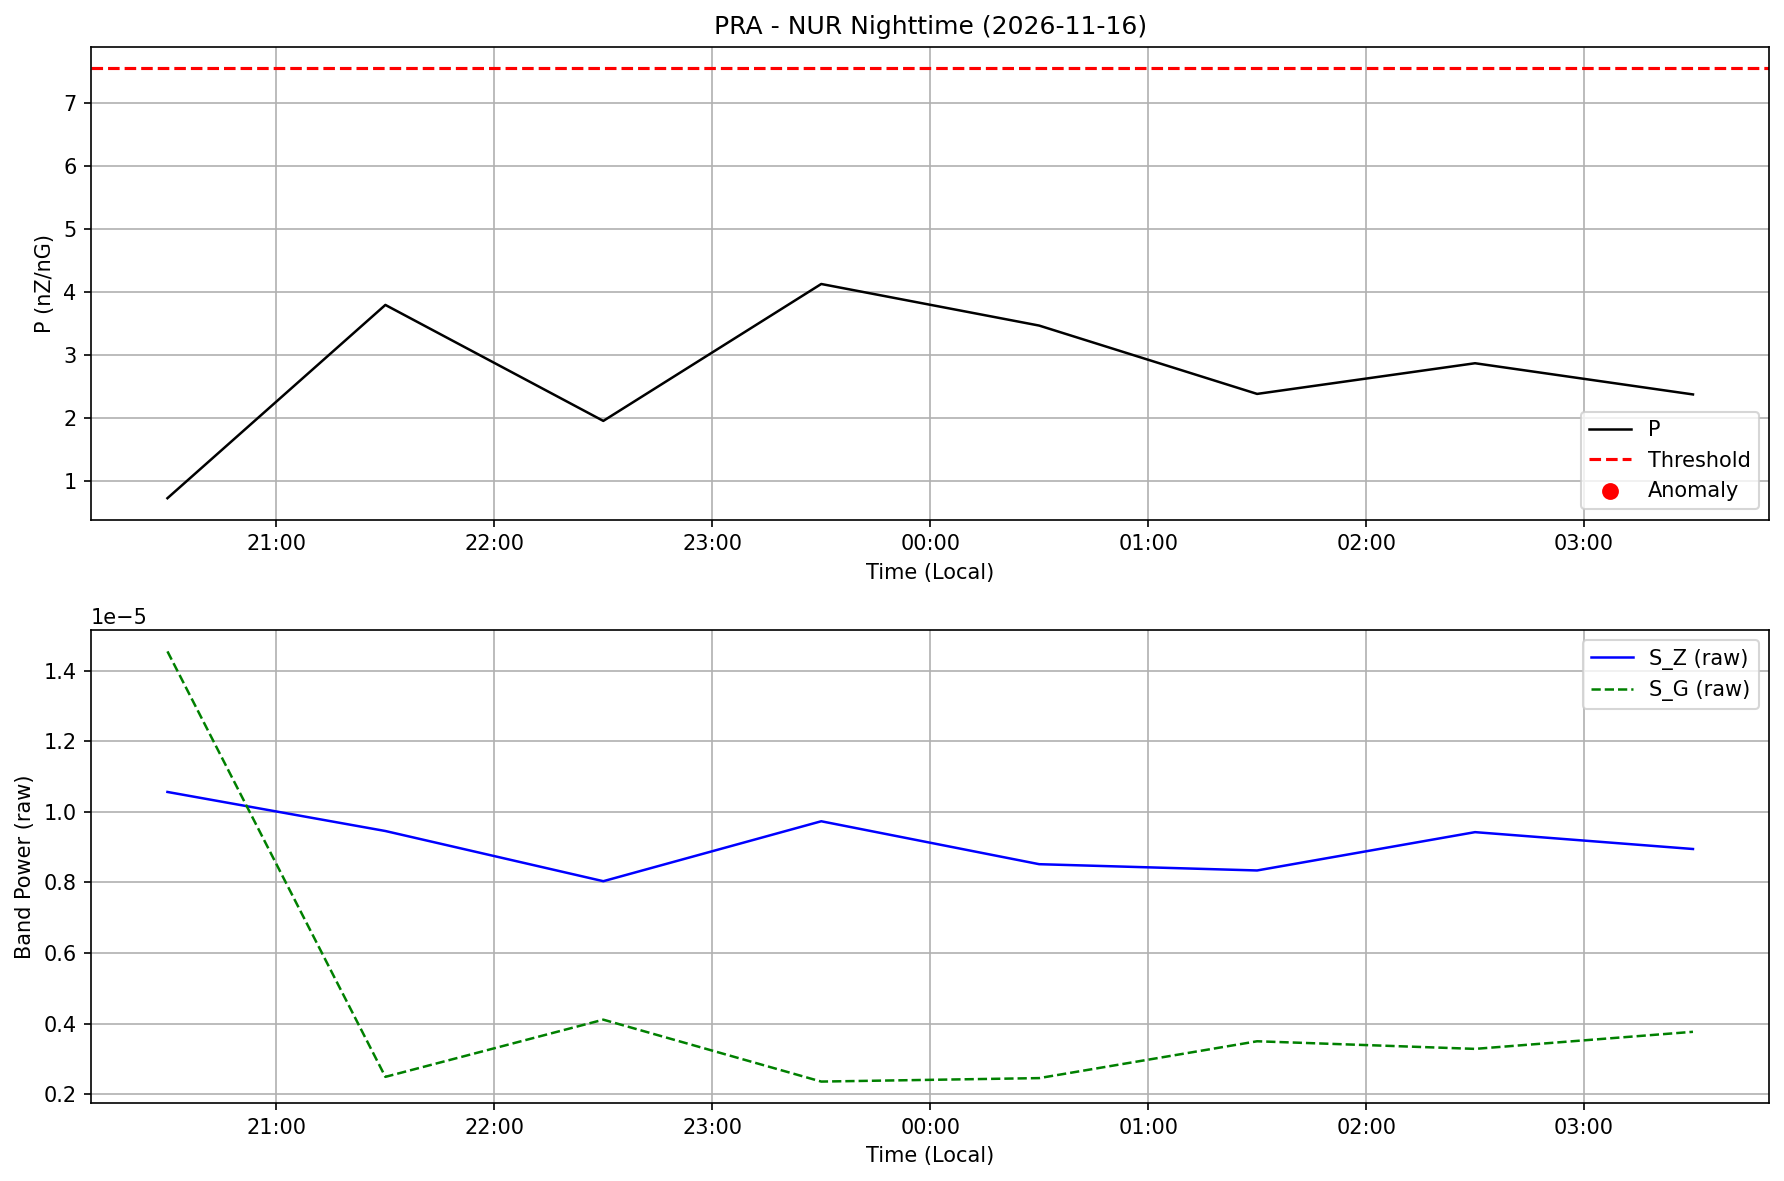 PRA - NUR Nighttime (2026-11-16)
7
6
5
4
3
2
1
P (nZ/nG)
P
Threshold
Anomaly
21:00 22:00 23:00 00:00 01:00 02:00 03:00
Time (Local)
1e−5
1.4
1.2
1.0
0.8
0.6
0.4
0.2
Band Power (raw)
S_Z (raw)
S_G (raw)
21:00 22:00 23:00 00:00 01:00 02:00 03:00
Time (Local)